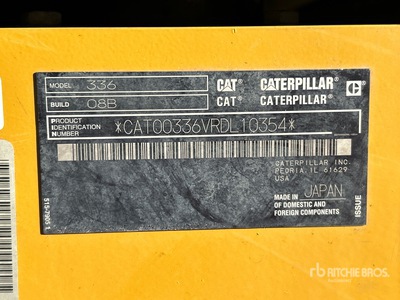 MODEL 336
BUILD 08B
CAT CATERPILLAR C
CAT CATERPILLAR
PRODUCT IDENTIFICATION NUMBER *CAT00336VRDL10354*
CATERPILLAR INC.
PEORIA, IL 61629
USA
MADE IN JAPAN
OF DOMESTIC AND
FOREIGN COMPONENTS
ISSUE
rb RITCHIE BROS.